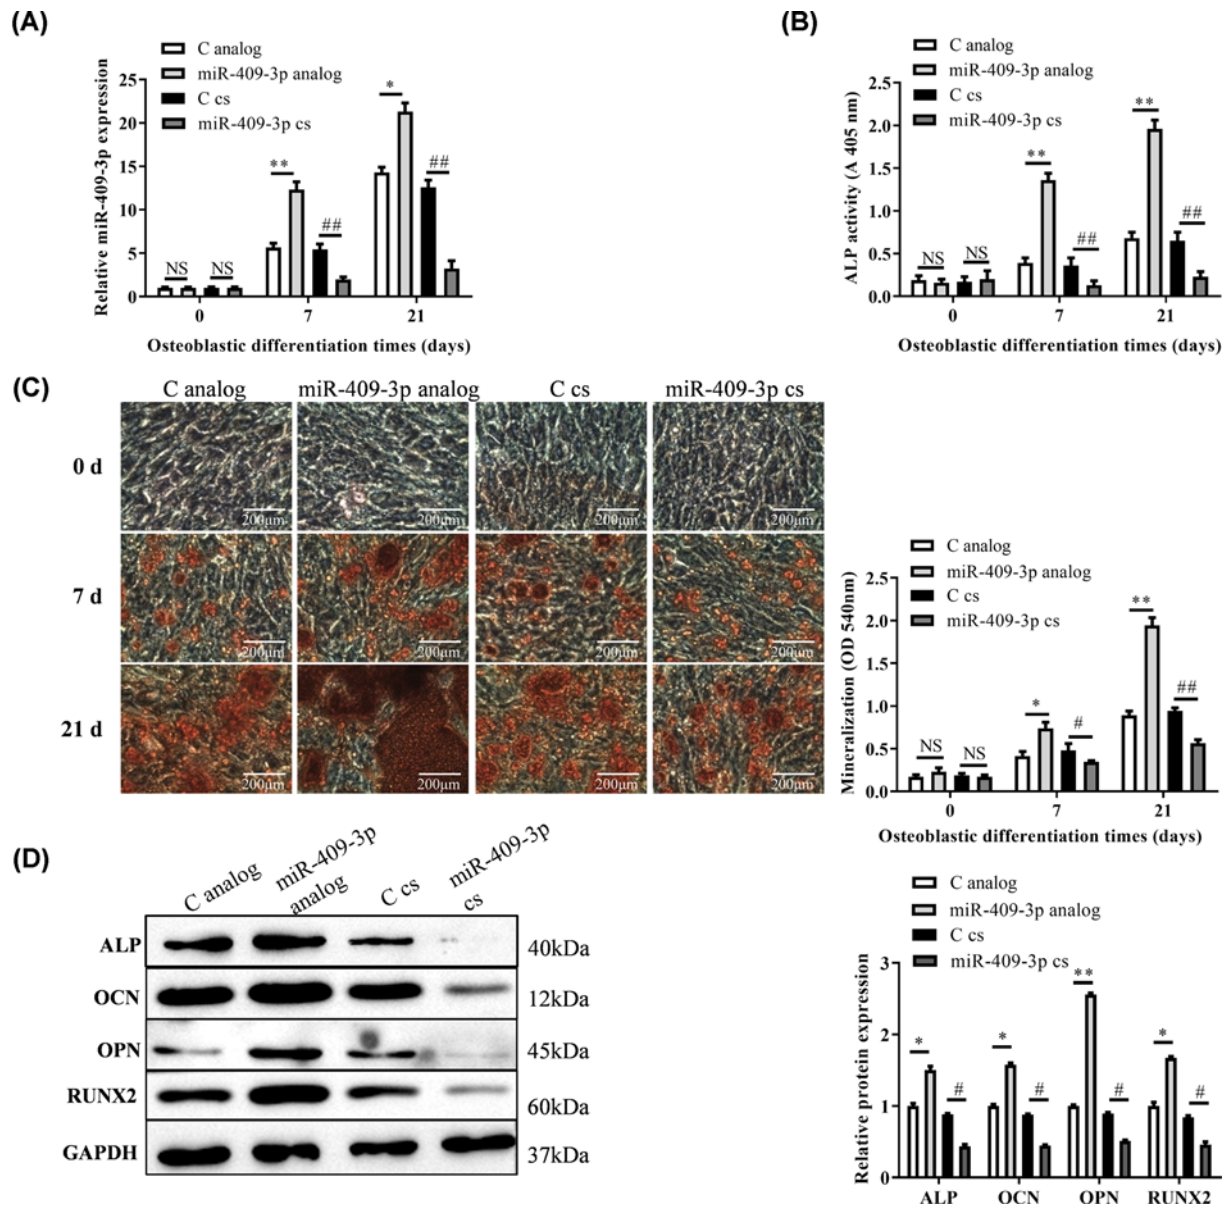 (A)
C analog
miR-409-3p analog
C cs
miR-409-3p cs
Relative miR-409-3p expression
25
20
15
10
5
0
NS
NS
**
##
*
##
0
7
21
Osteoblastic differentiation times (days)
(B)
C analog
miR-409-3p analog
C cs
miR-409-3p cs
ALP activity (A 405 nm)
2.5
2.0
1.5
1.0
0.5
0.0
NS
NS
**
##
**
##
0
7
21
Osteoblastic differentiation times (days)
(C)
C analog
miR-409-3p analog
C cs
miR-409-3p cs
0 d
200μm
200μm
200μm
200μm
7 d
200μm
200μm
200μm
200μm
21 d
200μm
200μm
200μm
200μm
C analog
miR-409-3p analog
C cs
miR-409-3p cs
Mineralization (OD 540nm)
2.5
2.0
1.5
1.0
0.5
0.0
NS
NS
*
#
**
##
0
7
21
Osteoblastic differentiation times (days)
(D)
C analog
miR-409-3p
analog
C cs
miR-409-3p
cs
ALP
40kDa
OCN
12kDa
OPN
45kDa
RUNX2
60kDa
GAPDH
37kDa
C analog
miR-409-3p analog
C cs
miR-409-3p cs
Relative protein expression
3
2
1
0
*
#
*
#
**
#
*
#
ALP
OCN
OPN
RUNX2